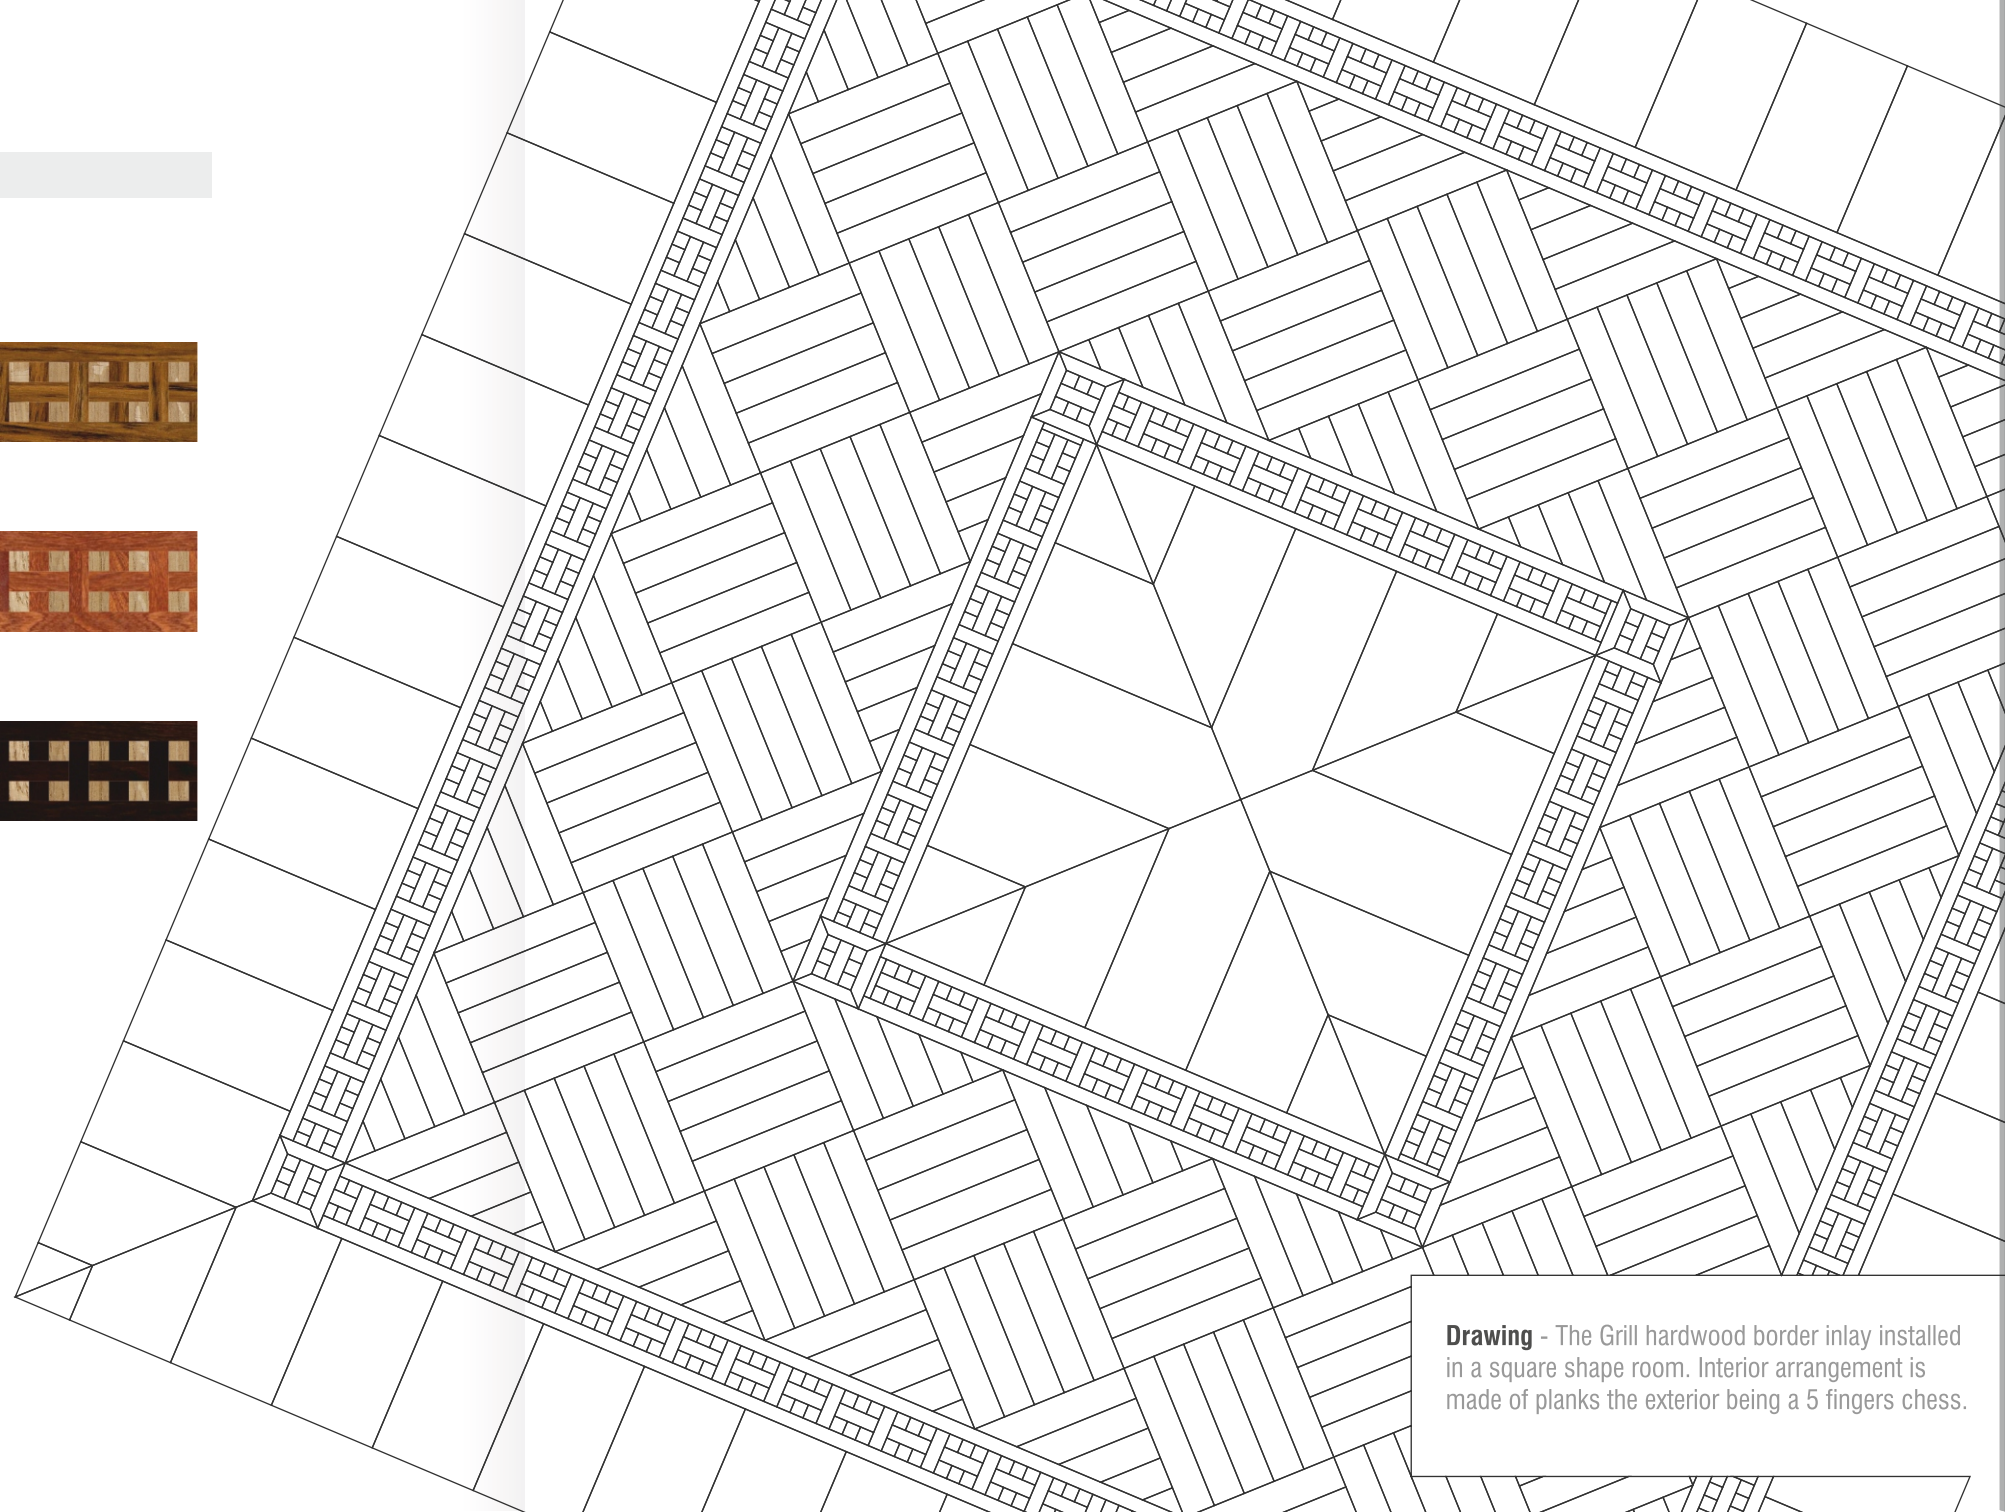 Drawing - The Grill hardwood border inlay installed
in a square shape room. Interior arrangement is
made of planks the exterior being a 5 fingers chess.